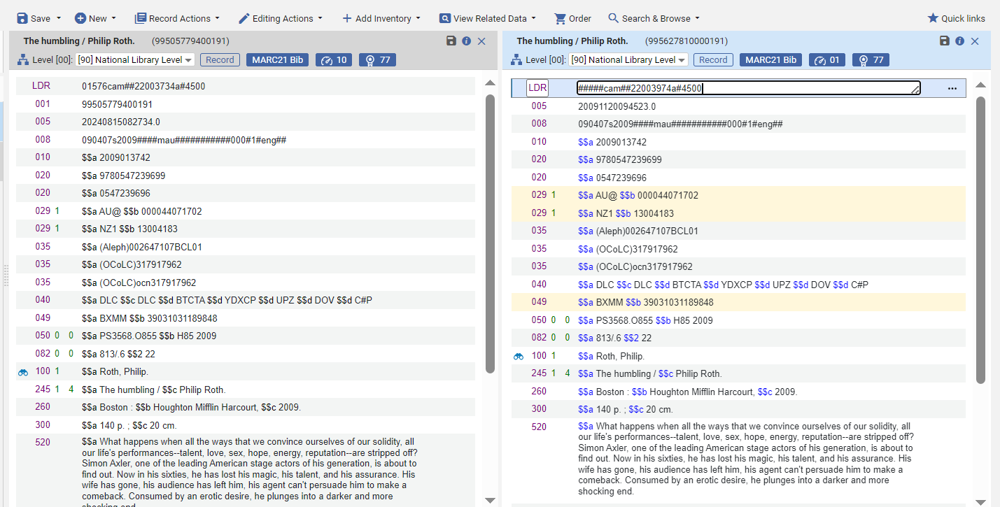 Save New Record Actions Editing Actions Add Inventory View Related Data Order Search & Browse Quick links
The humbling / Philip Roth. (99505779400191)
Level [00]: [90] National Library Level Record MARC21 Bib 10 77
LDR 01576cam##22003734a#4500
001 99505779400191
005 20240815082734.0
008 090407s2009####mau###########000#1#eng##
010 $$a 2009013742
020 $$a 9780547239699
020 $$a 0547239696
029 1 $$a AU@ $$b 000044071702
029 1 $$a NZ1 $$b 13004183
035 $$a (Aleph)002647107BCL01
035 $$a (OCoLC)317917962
035 $$a (OCoLC)ocn317917962
040 $$a DLC $$c DLC $$d BTCTA $$d YDXCP $$d UPZ $$d DOV $$d C#P
049 $$a BXMM $$b 39031031189848
050 0 0 $$a PS3568.O855 $$b H85 2009
082 0 0 $$a 813/.6 $$2 22
100 1 $$a Roth, Philip.
245 1 4 $$a The humbling / $$c Philip Roth.
260 $$a Boston : $$b Houghton Mifflin Harcourt, $$c 2009.
300 $$a 140 p. ; $$c 20 cm.
520 $$a What happens when all the ways that we convince ourselves of our solidity, all
our life's performances--talent, love, sex, hope, energy, reputation--are stripped off?
Simon Axler, one of the leading American stage actors of his generation, is about to
find out. Now in his sixties, he has lost his magic, his talent, and his assurance. His
wife has gone, his audience has left him, his agent can't persuade him to make a
comeback. Consumed by an erotic desire, he plunges into a darker and more
shocking end.
The humbling / Philip Roth. (995627810000191)
Level [00]: [90] National Library Level Record MARC21 Bib 01 77
LDR #####cam##22003974a#4500 ...
005 20091120094523.0
008 090407s2009####mau###########000#1#eng##
010 $$a 2009013742
020 $$a 9780547239699
020 $$a 0547239696
029 1 $$a AU@ $$b 000044071702
029 1 $$a NZ1 $$b 13004183
035 $$a (Aleph)002647107BCL01
035 $$a (OCoLC)317917962
035 $$a (OCoLC)ocn317917962
040 $$a DLC $$c DLC $$d BTCTA $$d YDXCP $$d UPZ $$d DOV $$d C#P
049 $$a BXMM $$b 39031031189848
050 0 0 $$a PS3568.O855 $$b H85 2009
082 0 0 $$a 813/.6 $$2 22
100 1 $$a Roth, Philip.
245 1 4 $$a The humbling / $$c Philip Roth.
260 $$a Boston : $$b Houghton Mifflin Harcourt, $$c 2009.
300 $$a 140 p. ; $$c 20 cm.
520 $$a What happens when all the ways that we convince ourselves of our solidity, all
our life's performances--talent, love, sex, hope, energy, reputation--are stripped off?
Simon Axler, one of the leading American stage actors of his generation, is about to
find out. Now in his sixties, he has lost his magic, his talent, and his assurance. His
wife has gone, his audience has left him, his agent can't persuade him to make a
comeback. Consumed by an erotic desire, he plunges into a darker and more
shocking end.